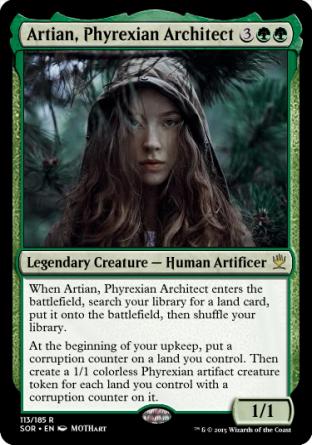 Artian, Phyrexian Architect 3
Legendary Creature — Human Artificer
When Artian, Phyrexian Architect enters the
battlefield, search your library for a land card,
put it onto the battlefield, then shuffle your
library.
At the beginning of your upkeep, put a
corruption counter on a land you control. Then
create a 1/1 colorless Phyrexian artifact creature
token for each land you control with a
corruption counter on it.
1/1
113/185 R
SOR • EN MOTHart
™ & © 2015 Wizards of the Coast